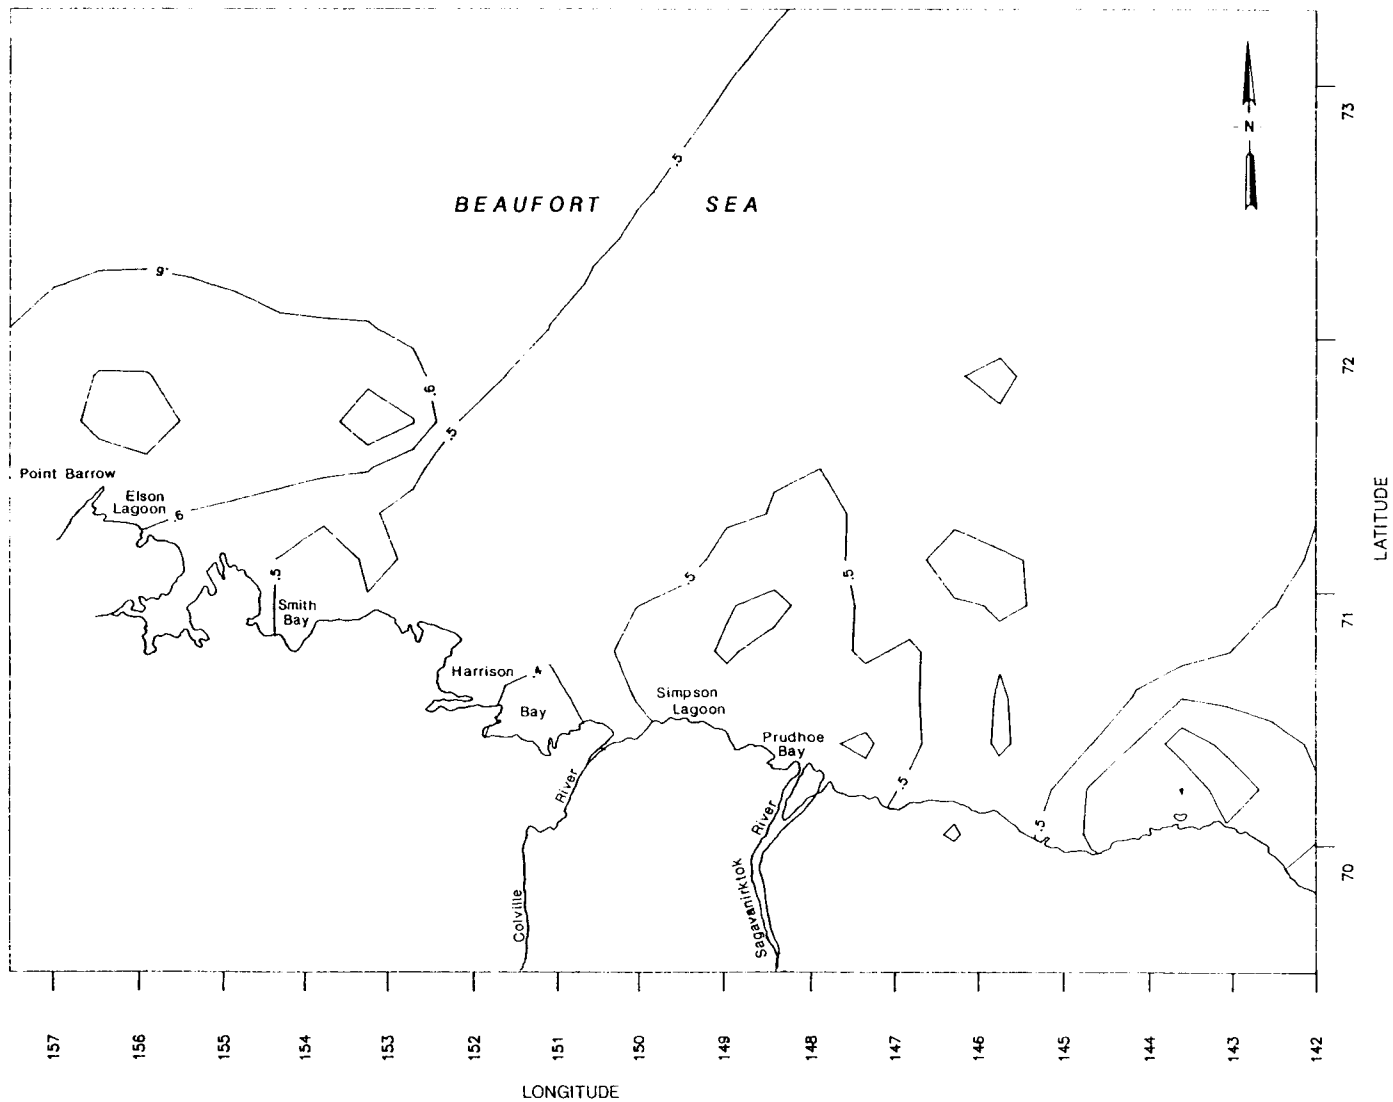 N
73
.5
BEAUFORT SEA
.6
72
.6
.5
Point Barrow
Elson
Lagoon
.6
LATITUDE
.5
.5
.5
Smith
Bay
71
Harrison
.4
Bay
Simpson
Lagoon
Prudhoe
Bay
River
River
.5
.5
70
Colville
Sagavanirktok
157 156 155 154 153 152 151 150 149 148 147 146 145 144 143 142
LONGITUDE